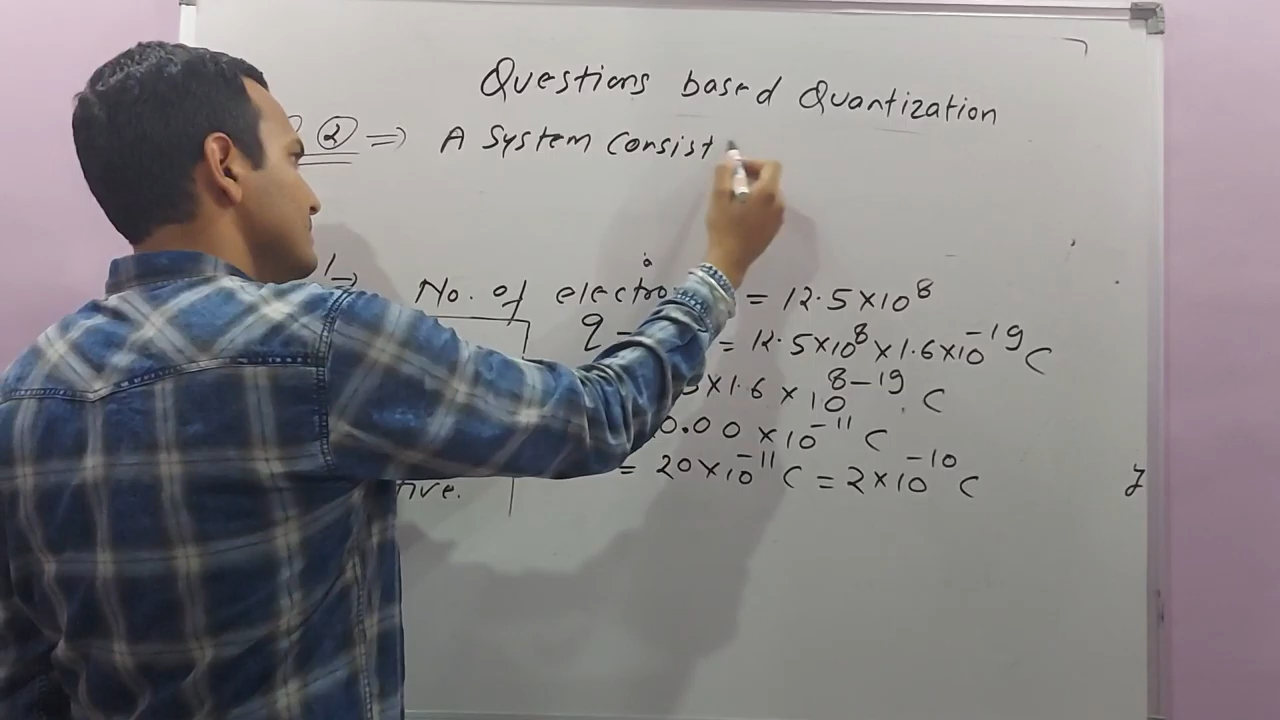 Questions based Quantization
② => A System Consist
No. of electro = 12.5×10⁸
q = 12.5×10⁸×1.6×10⁻¹⁹ C
×1.6 × 10⁸⁻¹⁹ C
0.00 ×10⁻¹¹ C
= 20×10⁻¹¹ C = 2×10⁻¹⁰ C
tive.